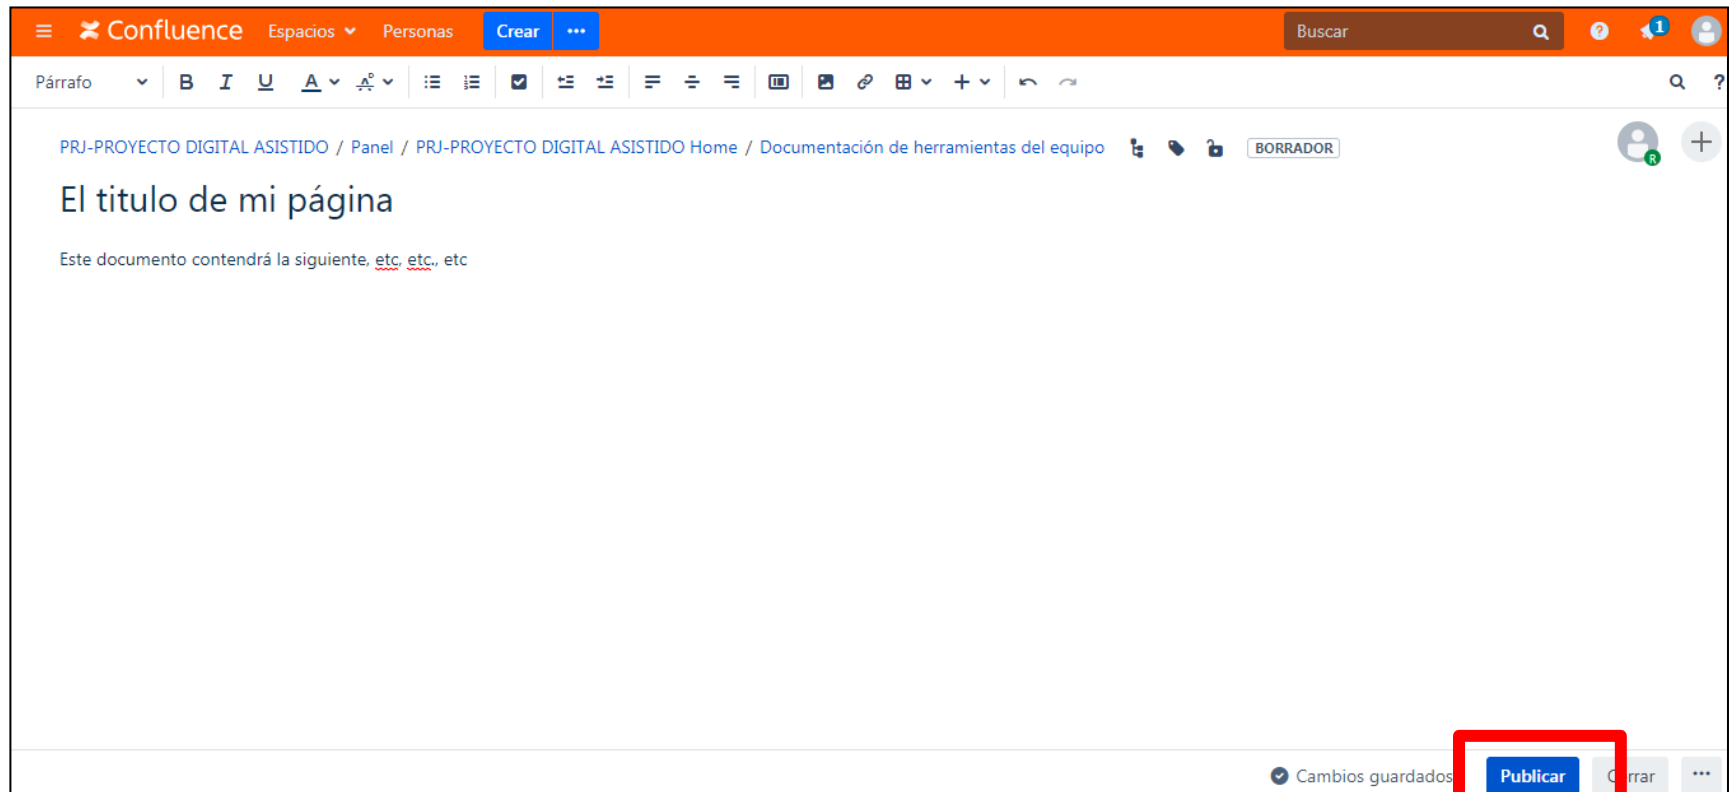 Confluence Espacios Personas Crear ··· Buscar ? 1
Párrafo B I U A A ?
PRJ-PROYECTO DIGITAL ASISTIDO / Panel / PRJ-PROYECTO DIGITAL ASISTIDO Home / Documentación de herramientas del equipo BORRADOR R
El titulo de mi página
Este documento contendrá la siguiente, etc, etc., etc
Cambios guardados Publicar ···